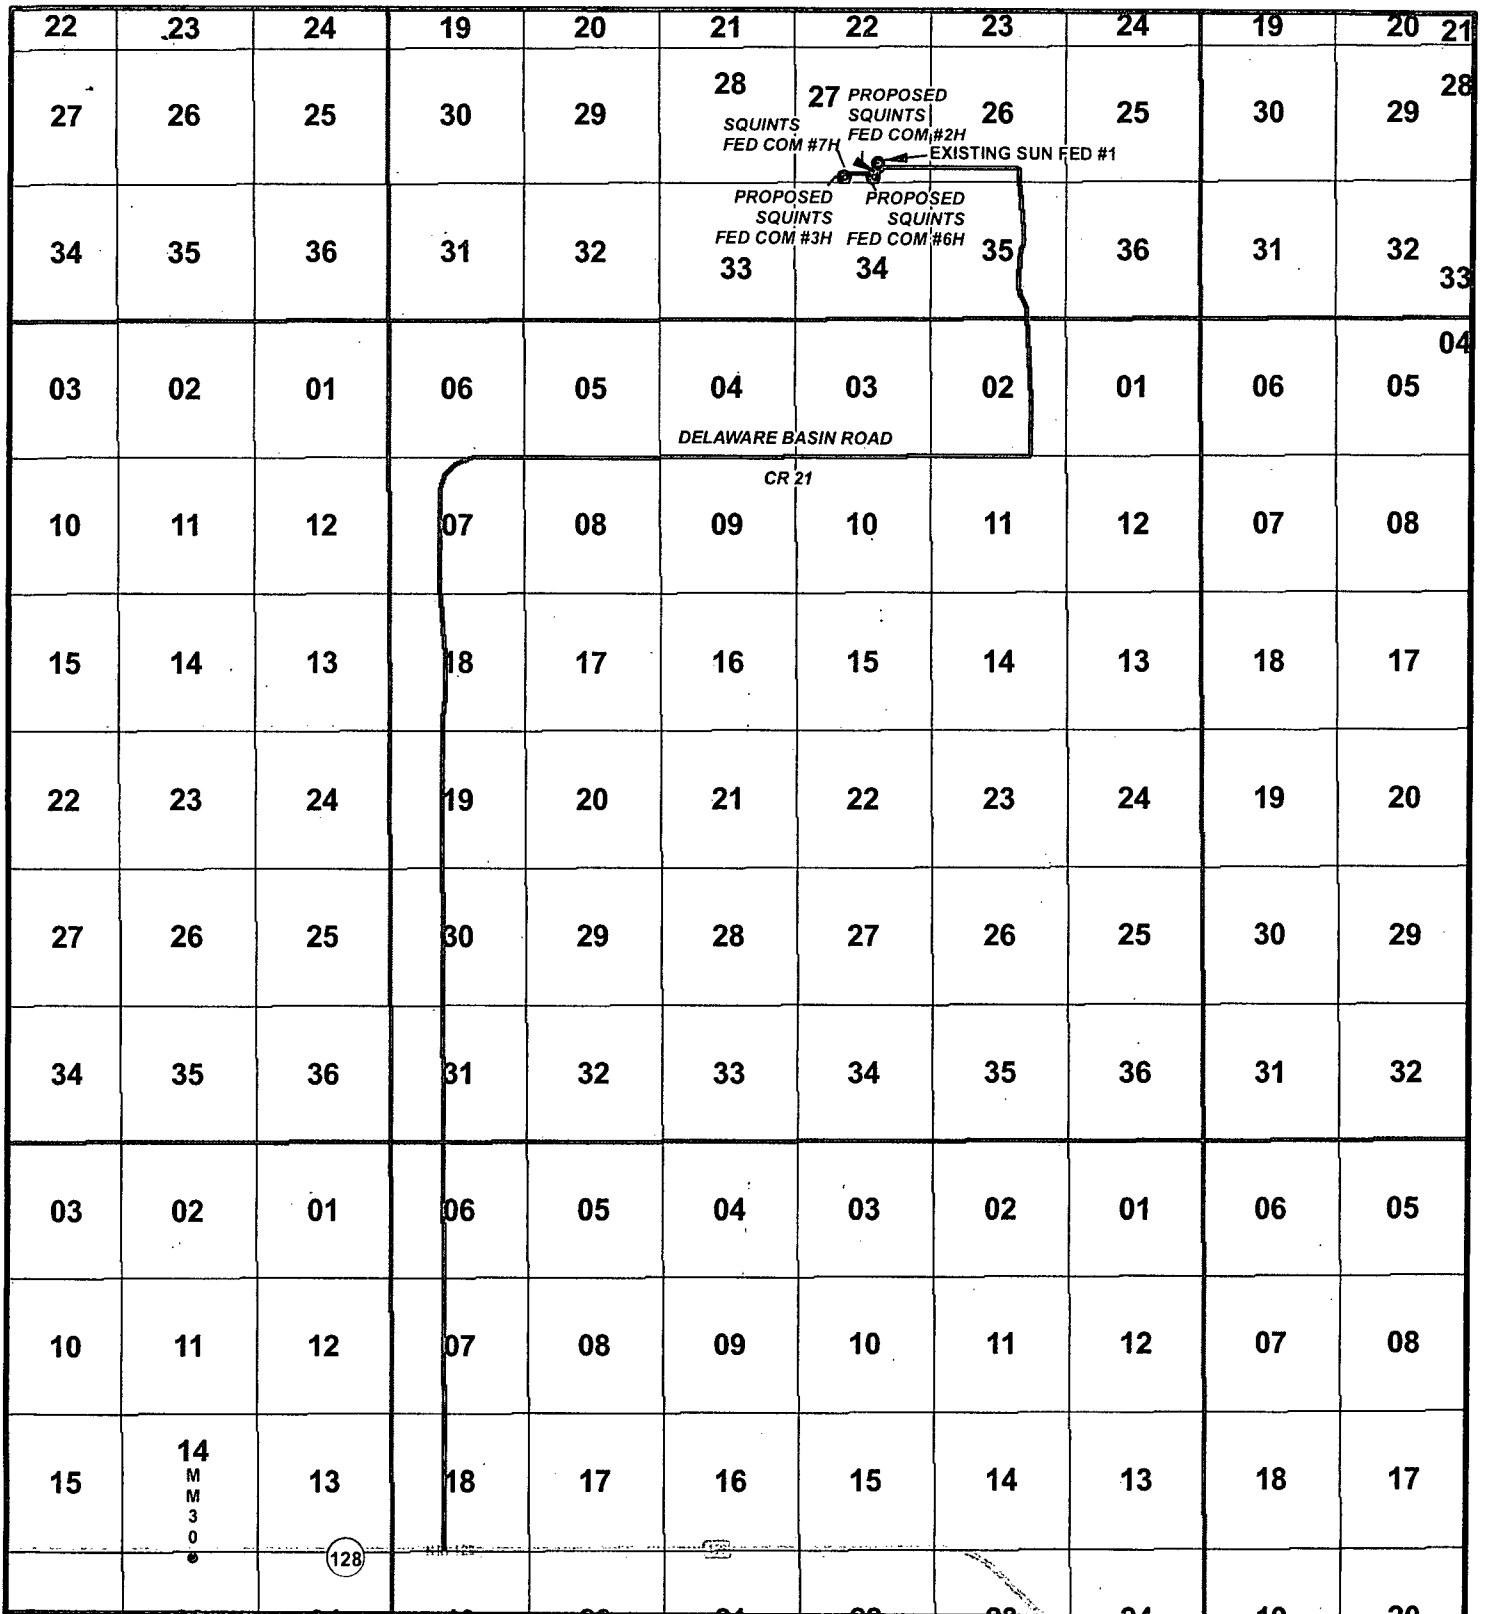 22 23 24 19 20 21 22 23 24 19 20 21
28 28
27 26 25 30 29 27 26 25 30 29
PROPOSED
SQUINTS
FED COM #2H
SQUINTS
FED COM #7H
EXISTING SUN FED #1
PROPOSED
SQUINTS
FED COM #3H
PROPOSED
SQUINTS
FED COM #6H
34 35 36 31 32 33 34 35 36 31 32 33
04
03 02 01 06 05 04 03 02 01 06 05
DELAWARE BASIN ROAD
CR 21
10 11 12 07 08 09 10 11 12 07 08
15 14 13 18 17 16 15 14 13 18 17
22 23 24 19 20 21 22 23 24 19 20
27 26 25 30 29 28 27 26 25 30 29
34 35 36 31 32 33 34 35 36 31 32
03 02 01 06 05 04 03 02 01 06 05
10 11 12 07 08 09 10 11 12 07 08
15 14 13 18 17 16 15 14 13 18 17
M
M
3
0
128